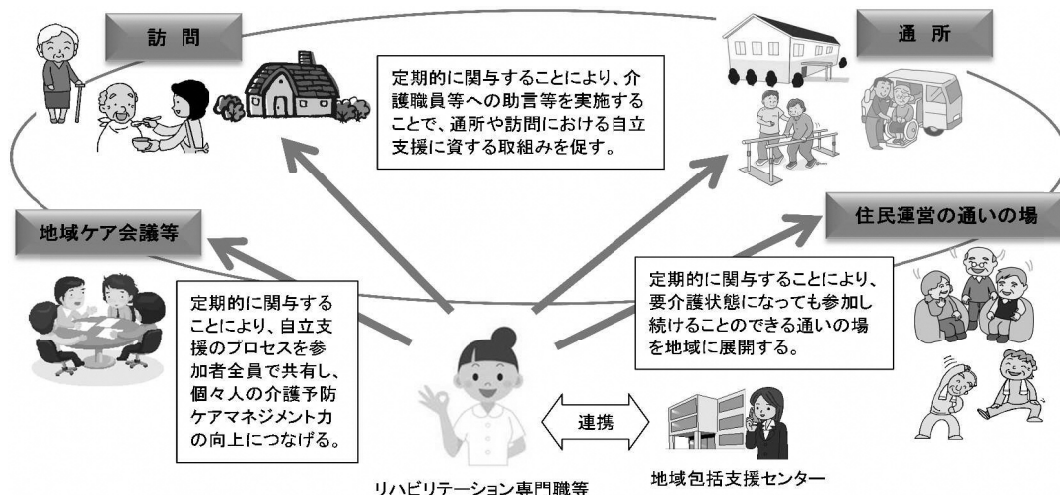 訪 問
通 所
定期的に関与することにより、介
護職員等への助言等を実施する
ことで、通所や訪問における自立
支援に資する取組みを促す。
地域ケア会議等
住民運営の通いの場
定期的に関与する
ことにより、自立支
援のプロセスを参
加者全員で共有し、
個々人の介護予防
ケアマネジメント力
の向上につなげる。
定期的に関与することにより、
要介護状態になっても参加し
続けることのできる通いの場
を地域に展開する。
連携
リハビリテーション専門職等
地域包括支援センター